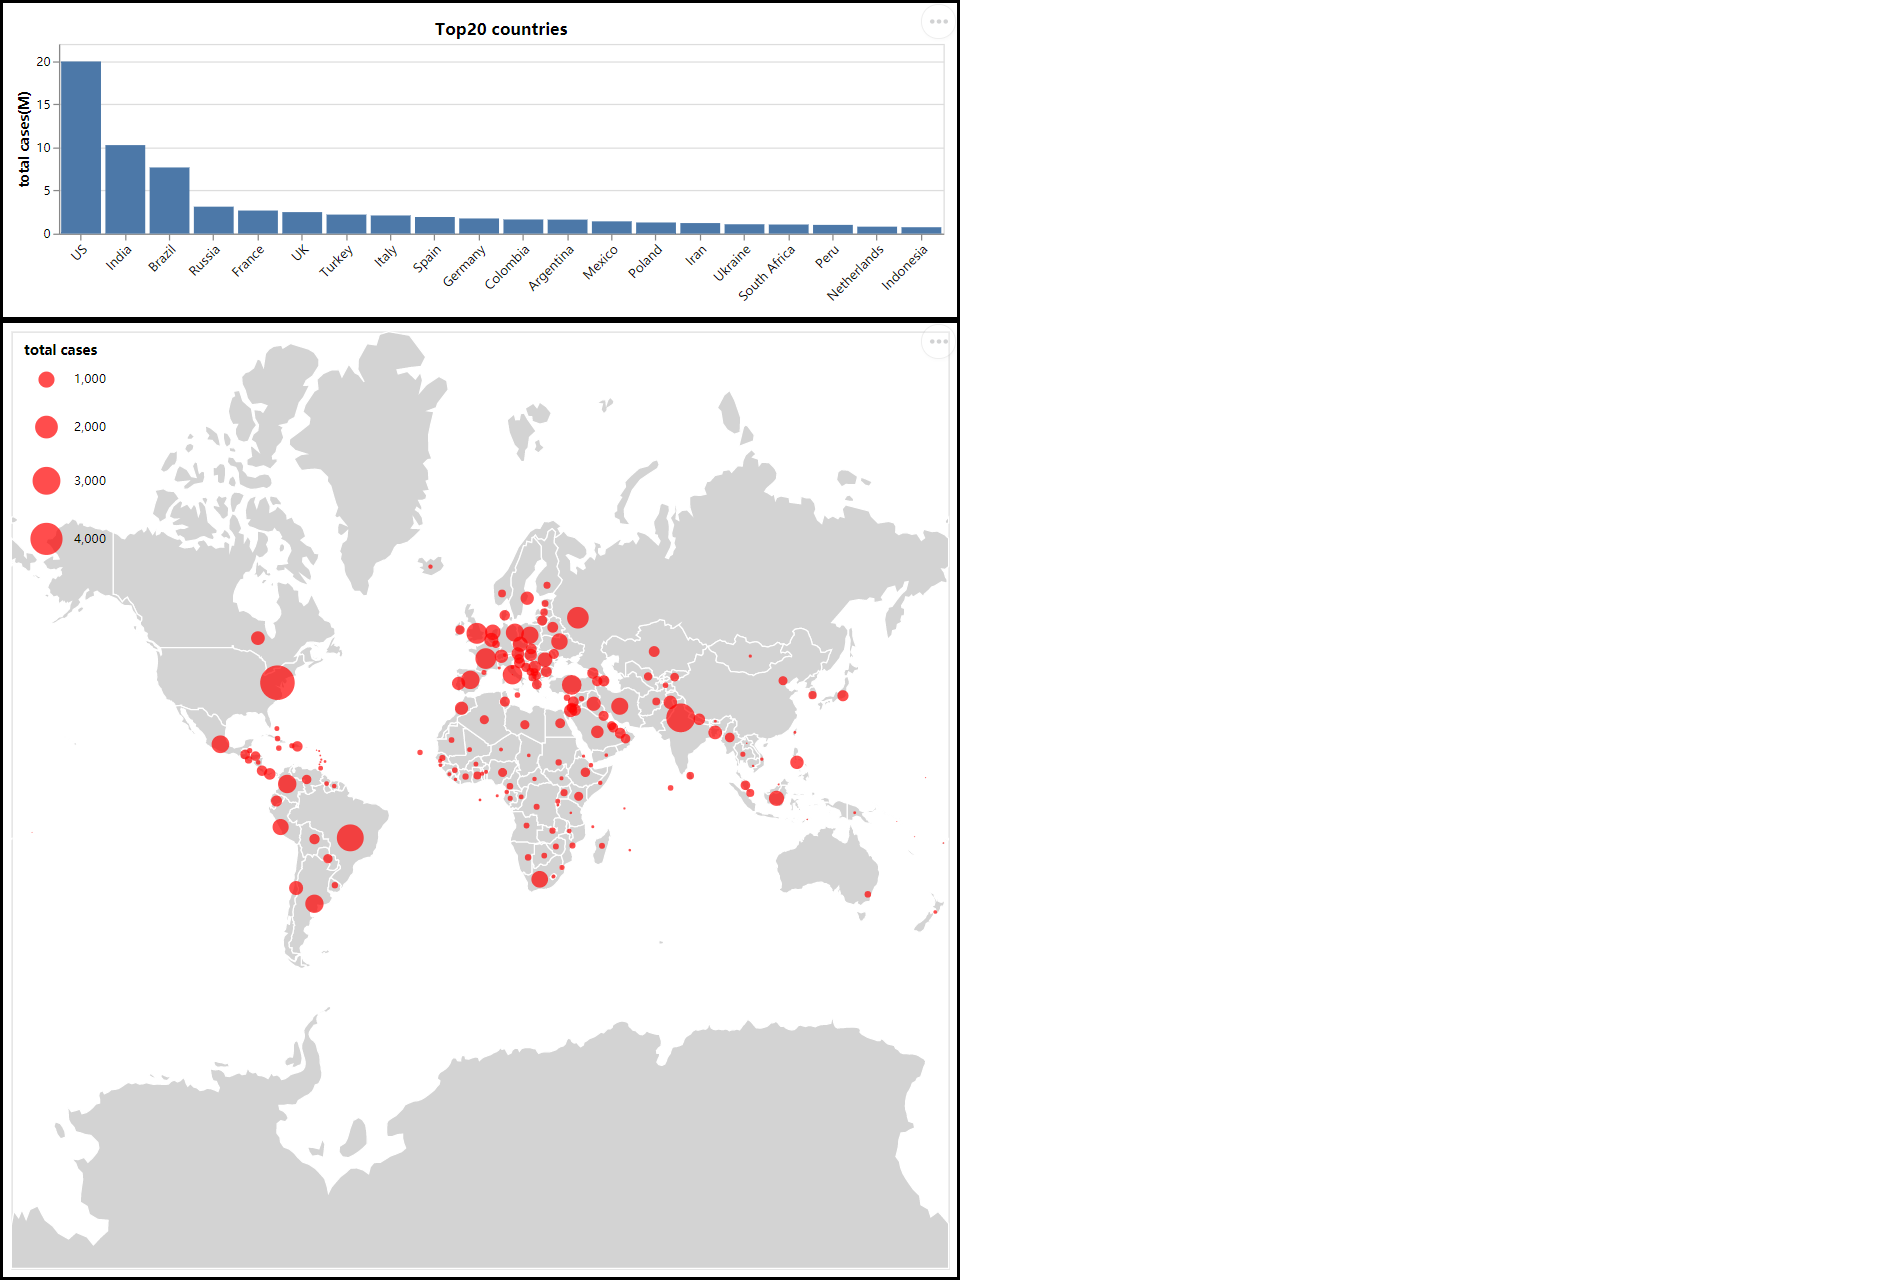 Top20 countries
total cases(M)
20
15
10
5
0
US
India
Brazil
Russia
France
UK
Turkey
Italy
Spain
Germany
Colombia
Argentina
Mexico
Poland
Iran
Ukraine
South Africa
Peru
Netherlands
Indonesia
total cases
1,000
2,000
3,000
4,000